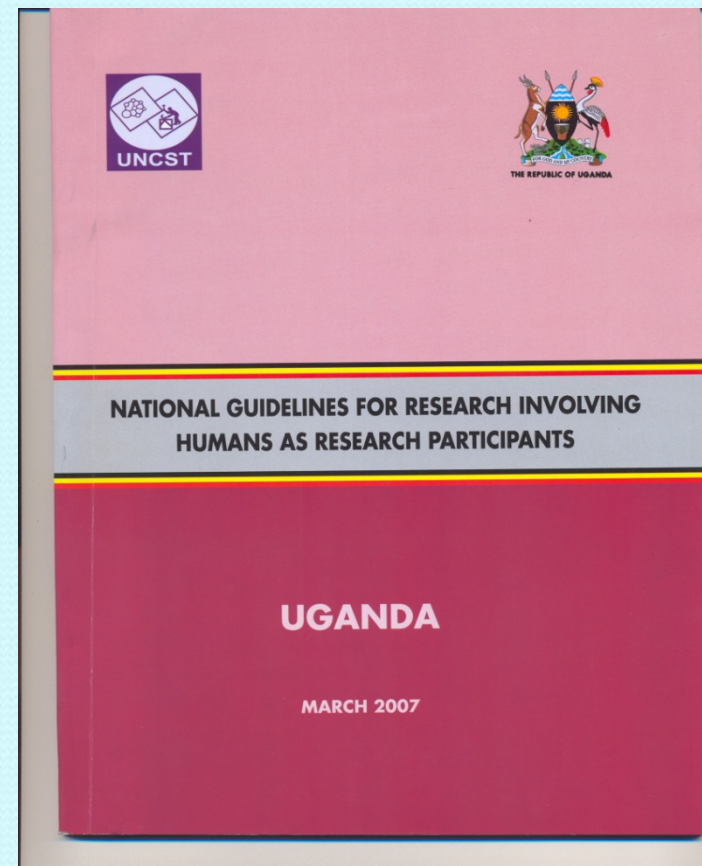 UNCST
THE REPUBLIC OF UGANDA
NATIONAL GUIDELINES FOR RESEARCH INVOLVING
HUMANS AS RESEARCH PARTICIPANTS
UGANDA
MARCH 2007